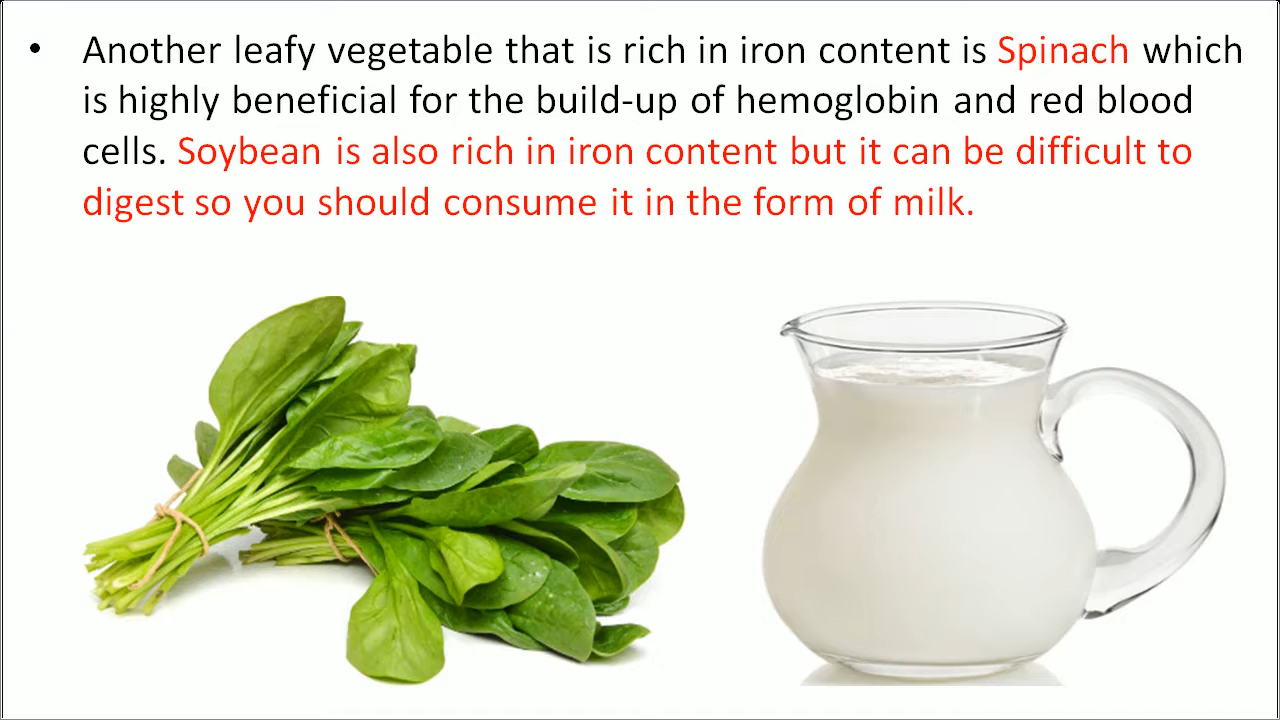 • Another leafy vegetable that is rich in iron content is Spinach which
is highly beneficial for the build-up of hemoglobin and red blood
cells. Soybean is also rich in iron content but it can be difficult to
digest so you should consume it in the form of milk.